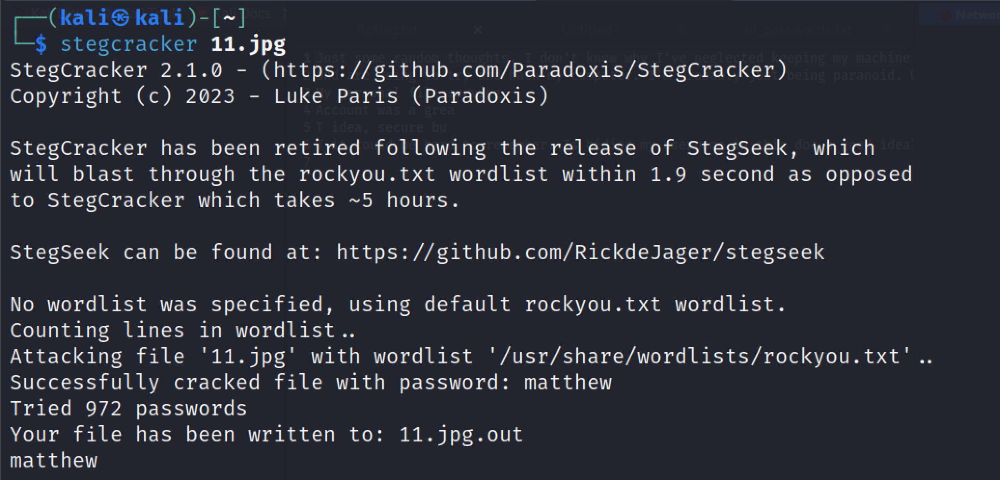 (kali㉿kali)-[~]
$ stegcracker 11.jpg
StegCracker 2.1.0 - (https://github.com/Paradoxis/StegCracker)
Copyright (c) 2023 - Luke Paris (Paradoxis)
StegCracker has been retired following the release of StegSeek, which
will blast through the rockyou.txt wordlist within 1.9 second as opposed
to StegCracker which takes ~5 hours.
StegSeek can be found at: https://github.com/RickdeJager/stegseek
No wordlist was specified, using default rockyou.txt wordlist.
Counting lines in wordlist..
Attacking file '11.jpg' with wordlist '/usr/share/wordlists/rockyou.txt'..
Successfully cracked file with password: matthew
Tried 972 passwords
Your file has been written to: 11.jpg.out
matthew